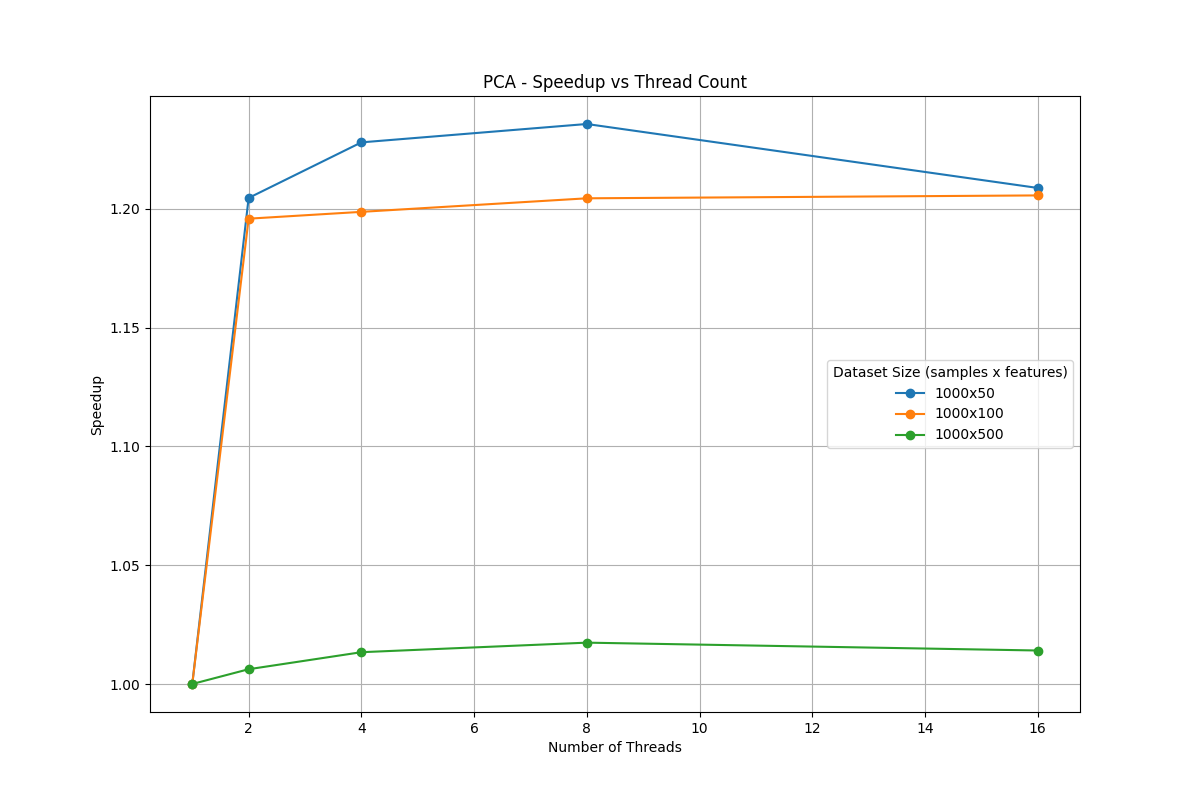 PCA - Speedup vs Thread Count
1.20
1.15
1.10
1.05
1.00
Speedup
Dataset Size (samples x features)
1000x50
1000x100
1000x500
2 4 6 8 10 12 14 16
Number of Threads